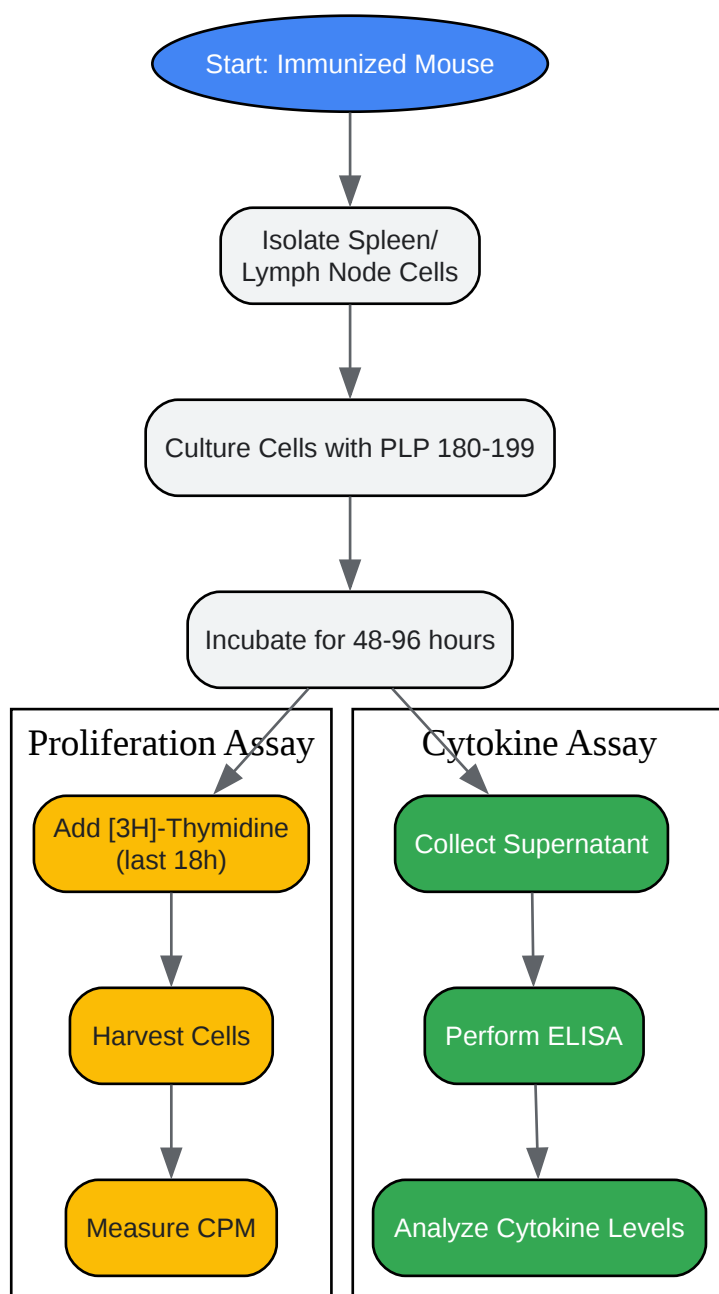 Start: Immunized Mouse
Isolate Spleen/
Lymph Node Cells
Culture Cells with PLP 180-199
Incubate for 48-96 hours
Proliferation Assay
Add [3H]-Thymidine
(last 18h)
Harvest Cells
Measure CPM
Cytokine Assay
Collect Supernatant
Perform ELISA
Analyze Cytokine Levels